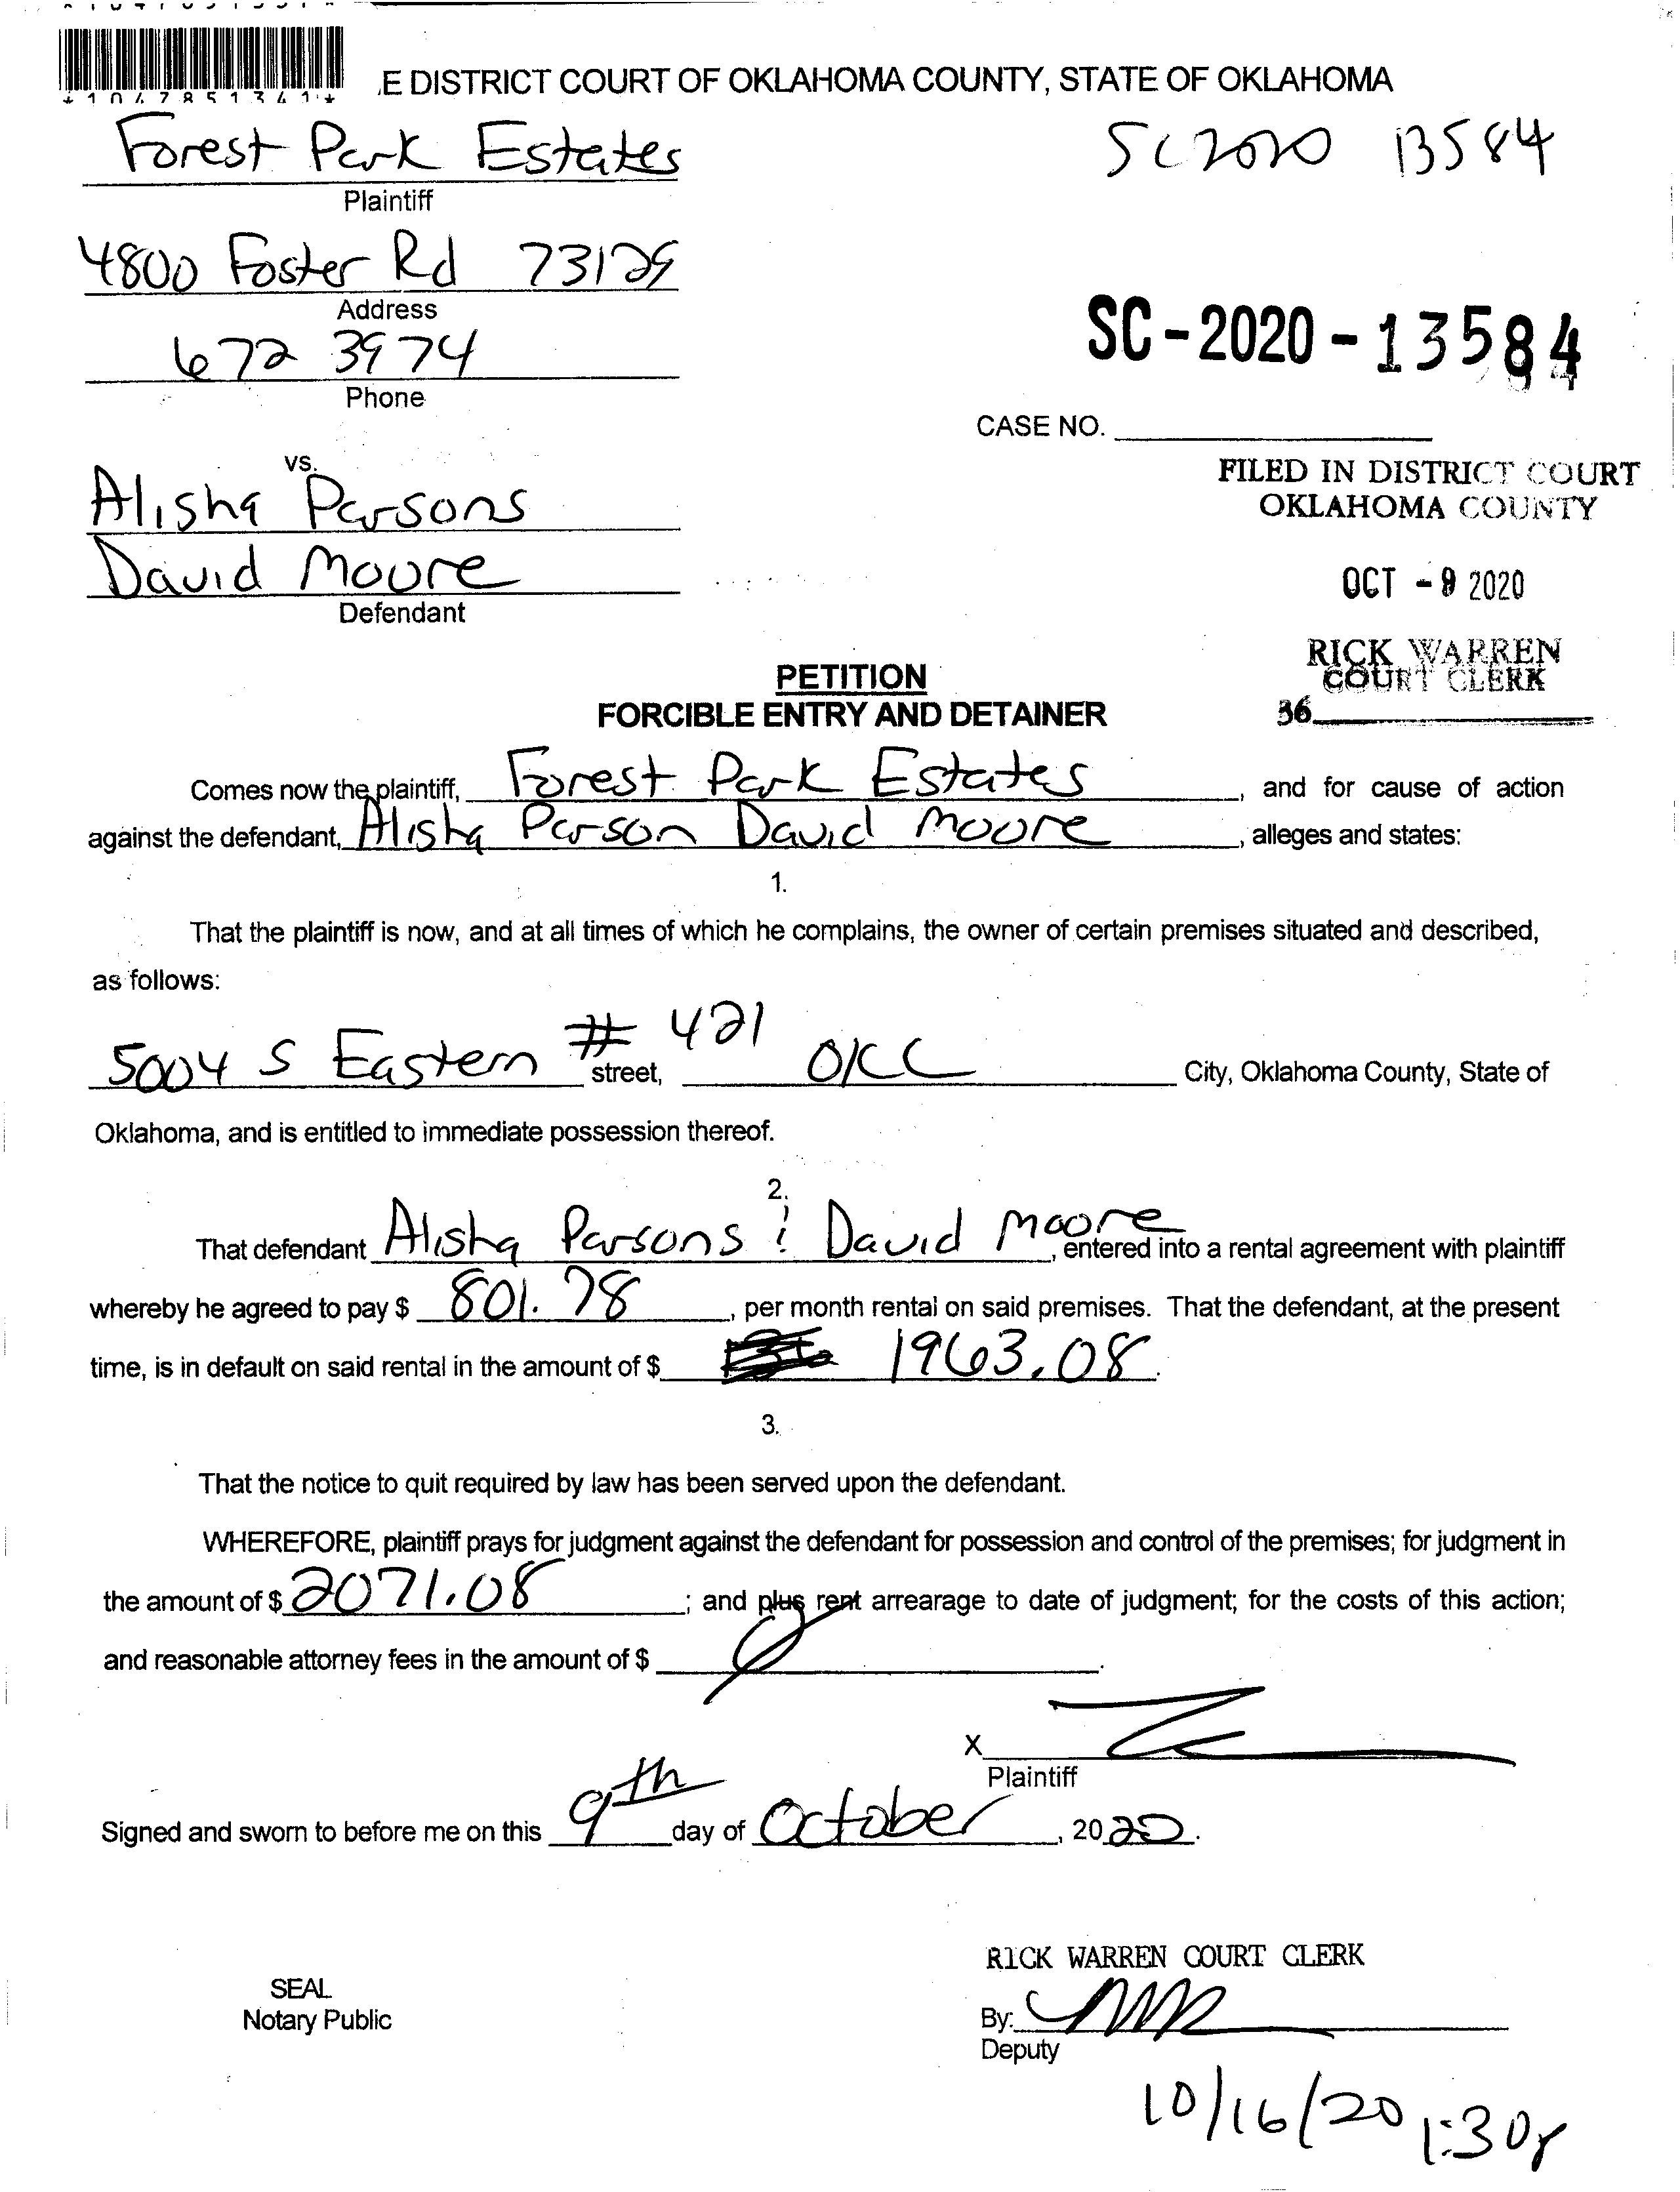 *1047851341*
E DISTRICT COURT OF OKLAHOMA COUNTY, STATE OF OKLAHOMA
Forest Park Estates
SC2020 13584
Plaintiff
4800 Foster Rd 73129
Address
672 3974
SC-2020-13584
Phone
CASE NO.
vs.
Alisha Parsons
FILED IN DISTRICT COURT
OKLAHOMA COUNTY
David Moore
OCT -9 2020
Defendant
RICK WARREN
COURT CLERK
PETITION
FORCIBLE ENTRY AND DETAINER
36
Comes now the plaintiff, Forest Park Estates, and for cause of action
against the defendant, Alisha Parson David Moore, alleges and states:
1.
That the plaintiff is now, and at all times of which he complains, the owner of certain premises situated and described,
as follows:
5004 S Eastern # 421 street, OKC City, Oklahoma County, State of
Oklahoma, and is entitled to immediate possession thereof.
2.
That defendant Alisha Parsons & David Moore, entered into a rental agreement with plaintiff
whereby he agreed to pay $ 801.78, per month rental on said premises. That the defendant, at the present
time, is in default on said rental in the amount of $ 1963.08.
3.
That the notice to quit required by law has been served upon the defendant.
WHEREFORE, plaintiff prays for judgment against the defendant for possession and control of the premises; for judgment in
the amount of $ 2071.08; and plus rent arrearage to date of judgment; for the costs of this action;
and reasonable attorney fees in the amount of $
X
Plaintiff
Signed and sworn to before me on this 9th day of October, 2020.
RICK WARREN COURT CLERK
SEAL
Notary Public
By:
Deputy
10/16/20 1:30p